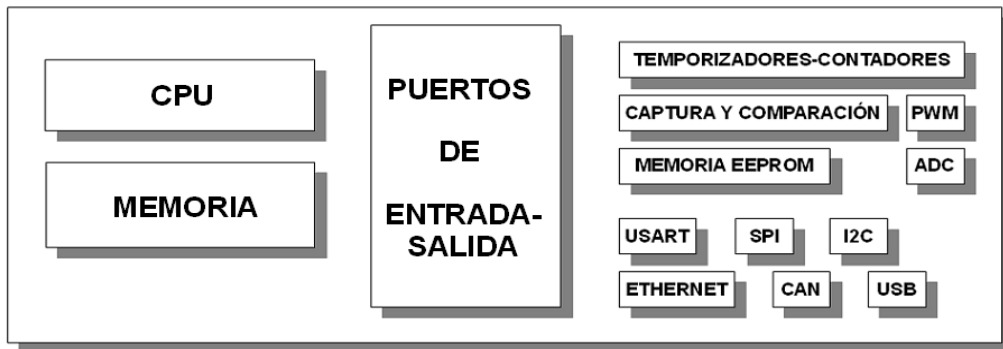 CPU
MEMORIA
PUERTOS
DE
ENTRADA-
SALIDA
TEMPORIZADORES-CONTADORES
CAPTURA Y COMPARACIÓN
PWM
MEMORIA EEPROM
ADC
USART
SPI
I2C
ETHERNET
CAN
USB